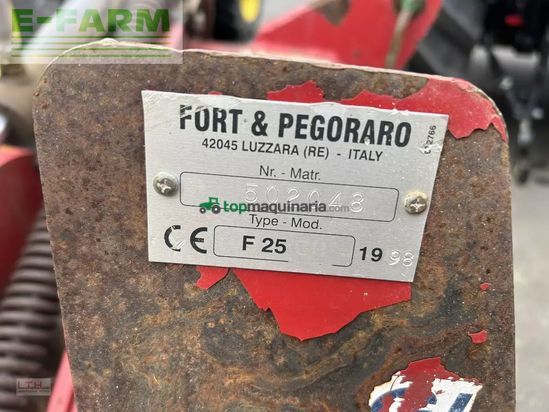 E-FARM
FORT & PEGORARO
42045 LUZZARA (RE) - ITALY
Nr. - Matr.
502048
topmaquinaria.com
Type - Mod.
CE F 25 1998
L.T.H.